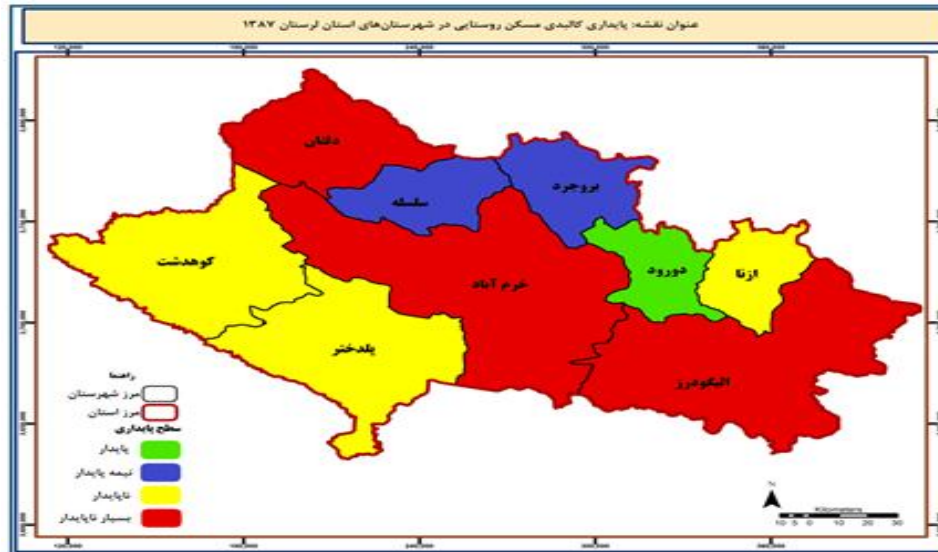 عنوان نقشه: پایداری کالبدی مسکن روستایی در شهرستان‌های استان لرستان ۱۳۸۷
دلفان
بروجرد
سلسله
کوهدشت
خرم آباد
دورود
ازنا
پلدختر
الیگودرز
راهنما
مرز شهرستان
مرز استان
سطح پایداری
پایدار
نیمه پایدار
ناپایدار
بسیار ناپایدار
N
Kilometers
10 5 0 10 20 30